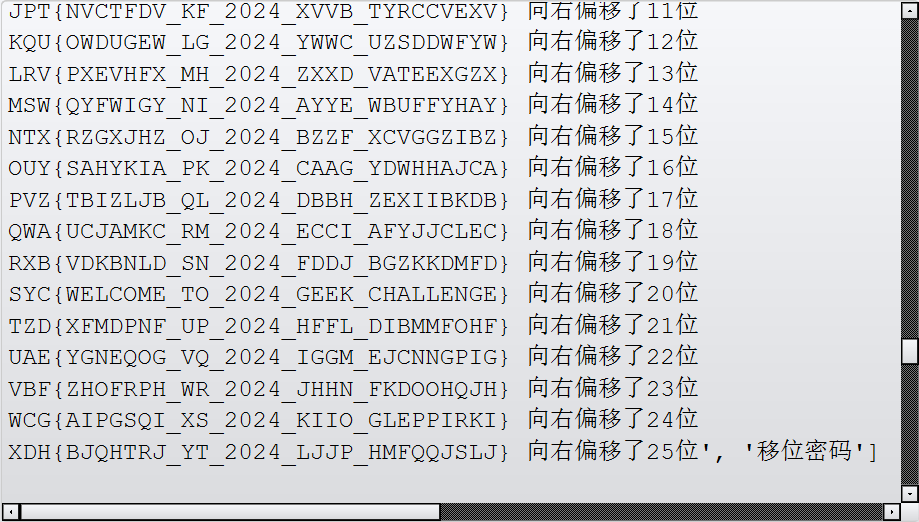 JPT{NVCTFDV_KF_2024_XVVB_TYRCCVEXV} 向右偏移了11位
KQU{OWDUGEW_LG_2024_YWWC_UZSDDWFYW} 向右偏移了12位
LRV{PXEVHFX_MH_2024_ZXXD_VATEEXGZX} 向右偏移了13位
MSW{QYFWIGY_NI_2024_AYYE_WBUFFYHAY} 向右偏移了14位
NTX{RZGXJHZ_OJ_2024_BZZF_XCVGGZIBZ} 向右偏移了15位
OUY{SAHYKIA_PK_2024_CAAG_YDWHHAJCA} 向右偏移了16位
PVZ{TBIZLJB_QL_2024_DBBH_ZEXIIBKDB} 向右偏移了17位
QWA{UCJAMKC_RM_2024_ECCI_AFYJJCLEC} 向右偏移了18位
RXB{VDKBNLD_SN_2024_FDDJ_BGZKKDMFD} 向右偏移了19位
SYC{WELCOME_TO_2024_GEEK_CHALLENGE} 向右偏移了20位
TZD{XFMDPNF_UP_2024_HFFL_DIBMMFOHF} 向右偏移了21位
UAE{YGNEQOG_VQ_2024_IGGM_EJCNNGPIG} 向右偏移了22位
VBF{ZHOFRPH_WR_2024_JHHN_FKDOOHQJH} 向右偏移了23位
WCG{AIPGSQI_XS_2024_KIIO_GLEPPIRKI} 向右偏移了24位
XDH{BJQHTRJ_YT_2024_LJJP_HMFQQJSLJ} 向右偏移了25位', '移位密码']